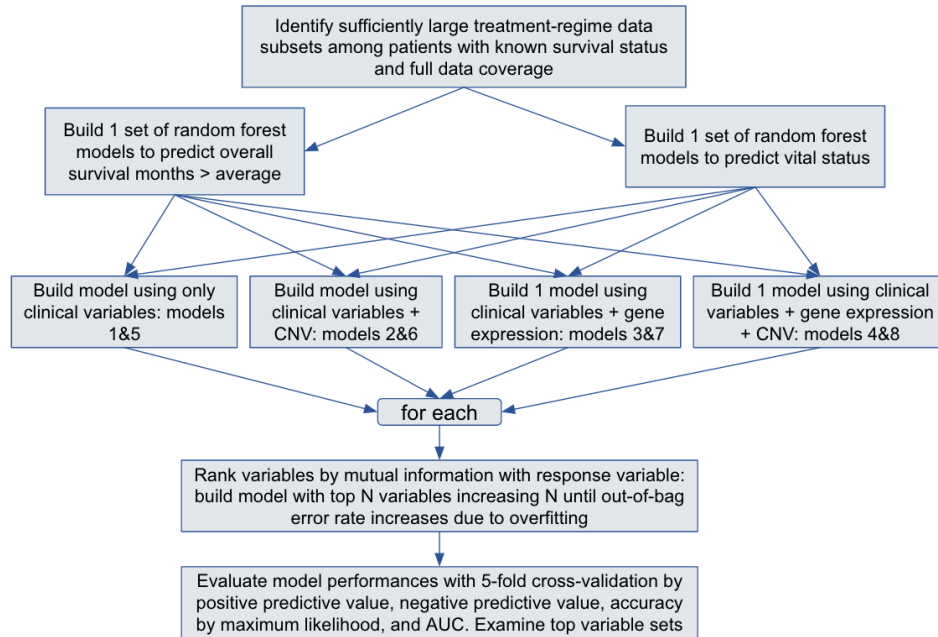 Identify sufficiently large treatment-regime data
subsets among patients with known survival status
and full data coverage
Build 1 set of random forest
models to predict overall
survival months > average
Build 1 set of random forest
models to predict vital status
Build model using only
clinical variables: models
1&5
Build model using
clinical variables +
CNV: models 2&6
Build 1 model using
clinical variables + gene
expression: models 3&7
Build 1 model using clinical
variables + gene expression
+ CNV: models 4&8
for each
Rank variables by mutual information with response variable:
build model with top N variables increasing N until out-of-bag
error rate increases due to overfitting
Evaluate model performances with 5-fold cross-validation by
positive predictive value, negative predictive value, accuracy
by maximum likelihood, and AUC. Examine top variable sets